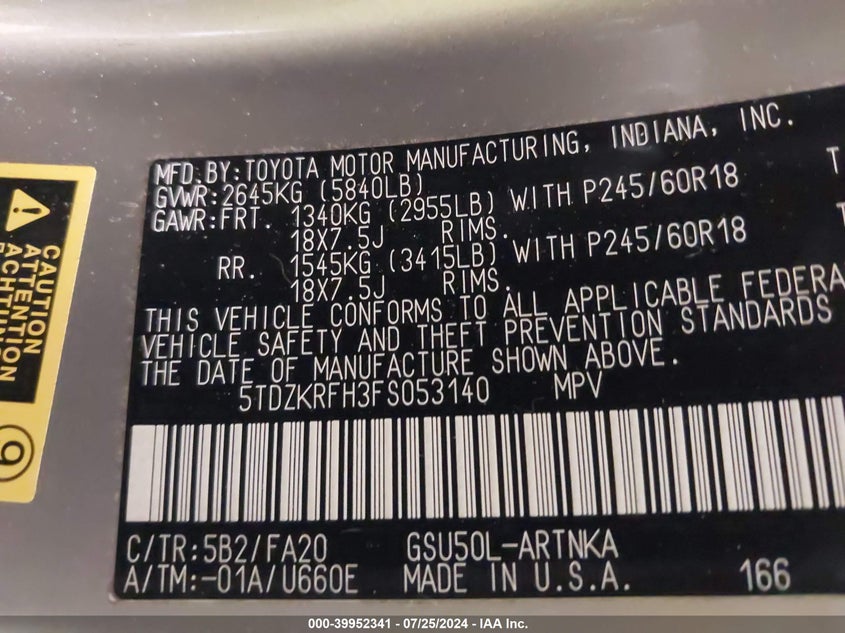 MFD.BY:TOYOTA MOTOR MANUFACTURING, INDIANA, INC.
GVWR:2645KG (5840LB)
GAWR:FRT. 1340KG (2955LB) WITH P245/60R18 T
18X7.5J RIMS.
RR. 1545KG (3415LB) WITH P245/60R18
18X7.5J RIMS.
THIS VEHICLE CONFORMS TO ALL APPLICABLE FEDERA
VEHICLE SAFETY AND THEFT PREVENTION STANDARDS
THE DATE OF MANUFACTURE SHOWN ABOVE.
5TDZKRFH3FS053140 MPV
C/TR:5B2/FA20 GSU50L-ARTNKA
A/TM:-01A/U660E MADE IN U.S.A. 166
CAUTION
ATTENTION
ACHTUNG
9
000-39952341 - 07/25/2024 - IAA Inc.